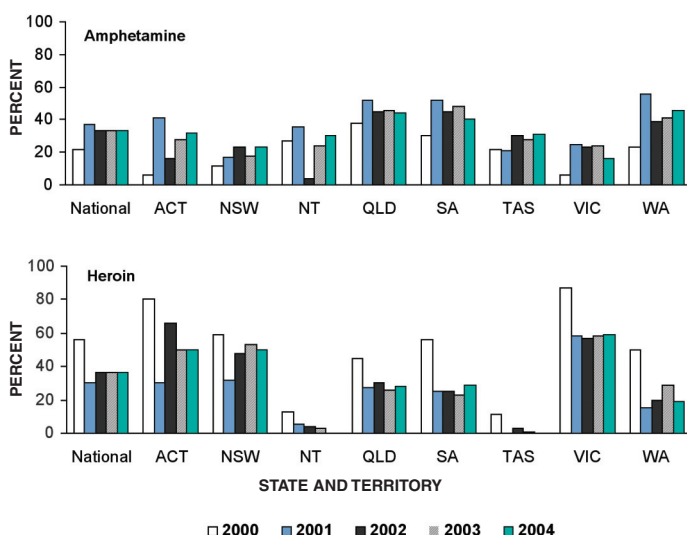 100
Amphetamine
80
60
40
20
0
PERCENT
National ACT NSW NT QLD SA TAS VIC WA
100
Heroin
80
60
40
20
0
PERCENT
National ACT NSW NT QLD SA TAS VIC WA
STATE AND TERRITORY
2000 2001 2002 2003 2004